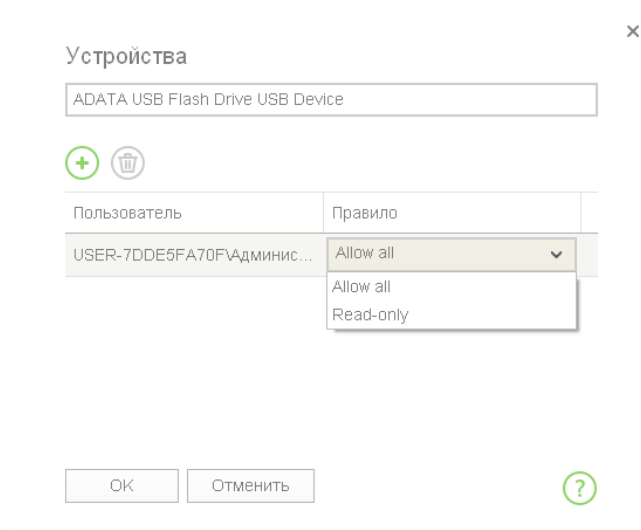 Устройства
ADATA USB Flash Drive USB Device
Пользователь Правило
USER-7DDE5FA70F\Админис... Allow all
Allow all
Read-only
OK Отменить
?